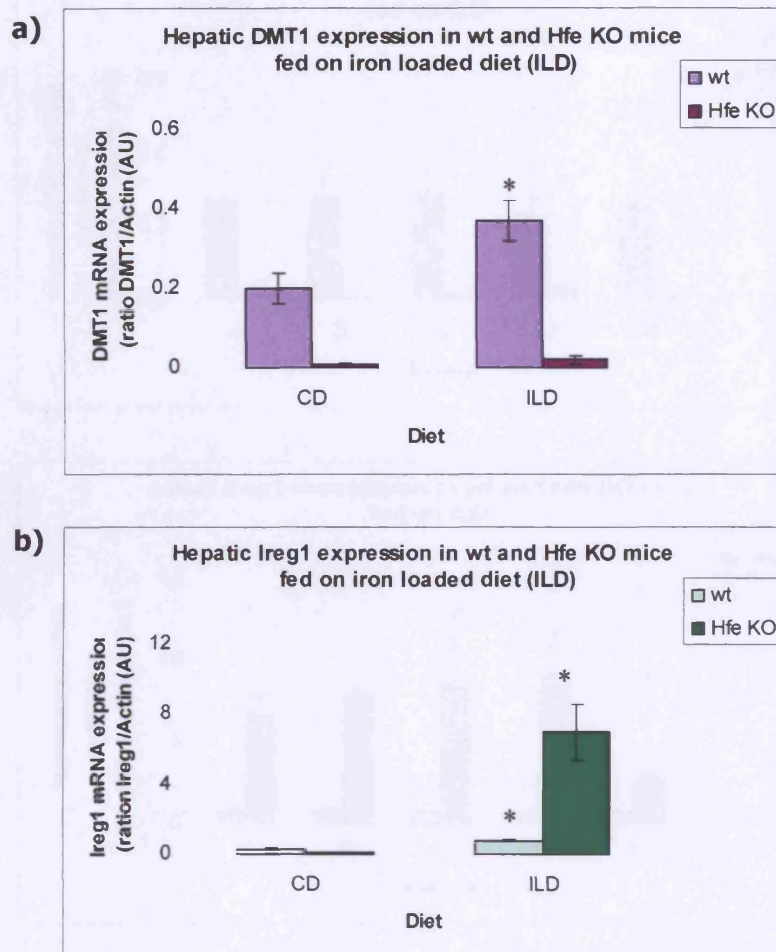 a)
Hepatic DMT1 expression in wt and Hfe KO mice
fed on iron loaded diet (ILD)
wt
Hfe KO
DMT1 mRNA expression
(ratio DMT1/Actin (AU)
0.6
0.4
0.2
0
*
CD
ILD
Diet
b)
Hepatic Ireg1 expression in wt and Hfe KO mice
fed on iron loaded diet (ILD)
wt
Hfe KO
Ireg1 mRNA expression
(ration Ireg1/Actin (AU)
12
8
4
0
*
*
CD
ILD
Diet